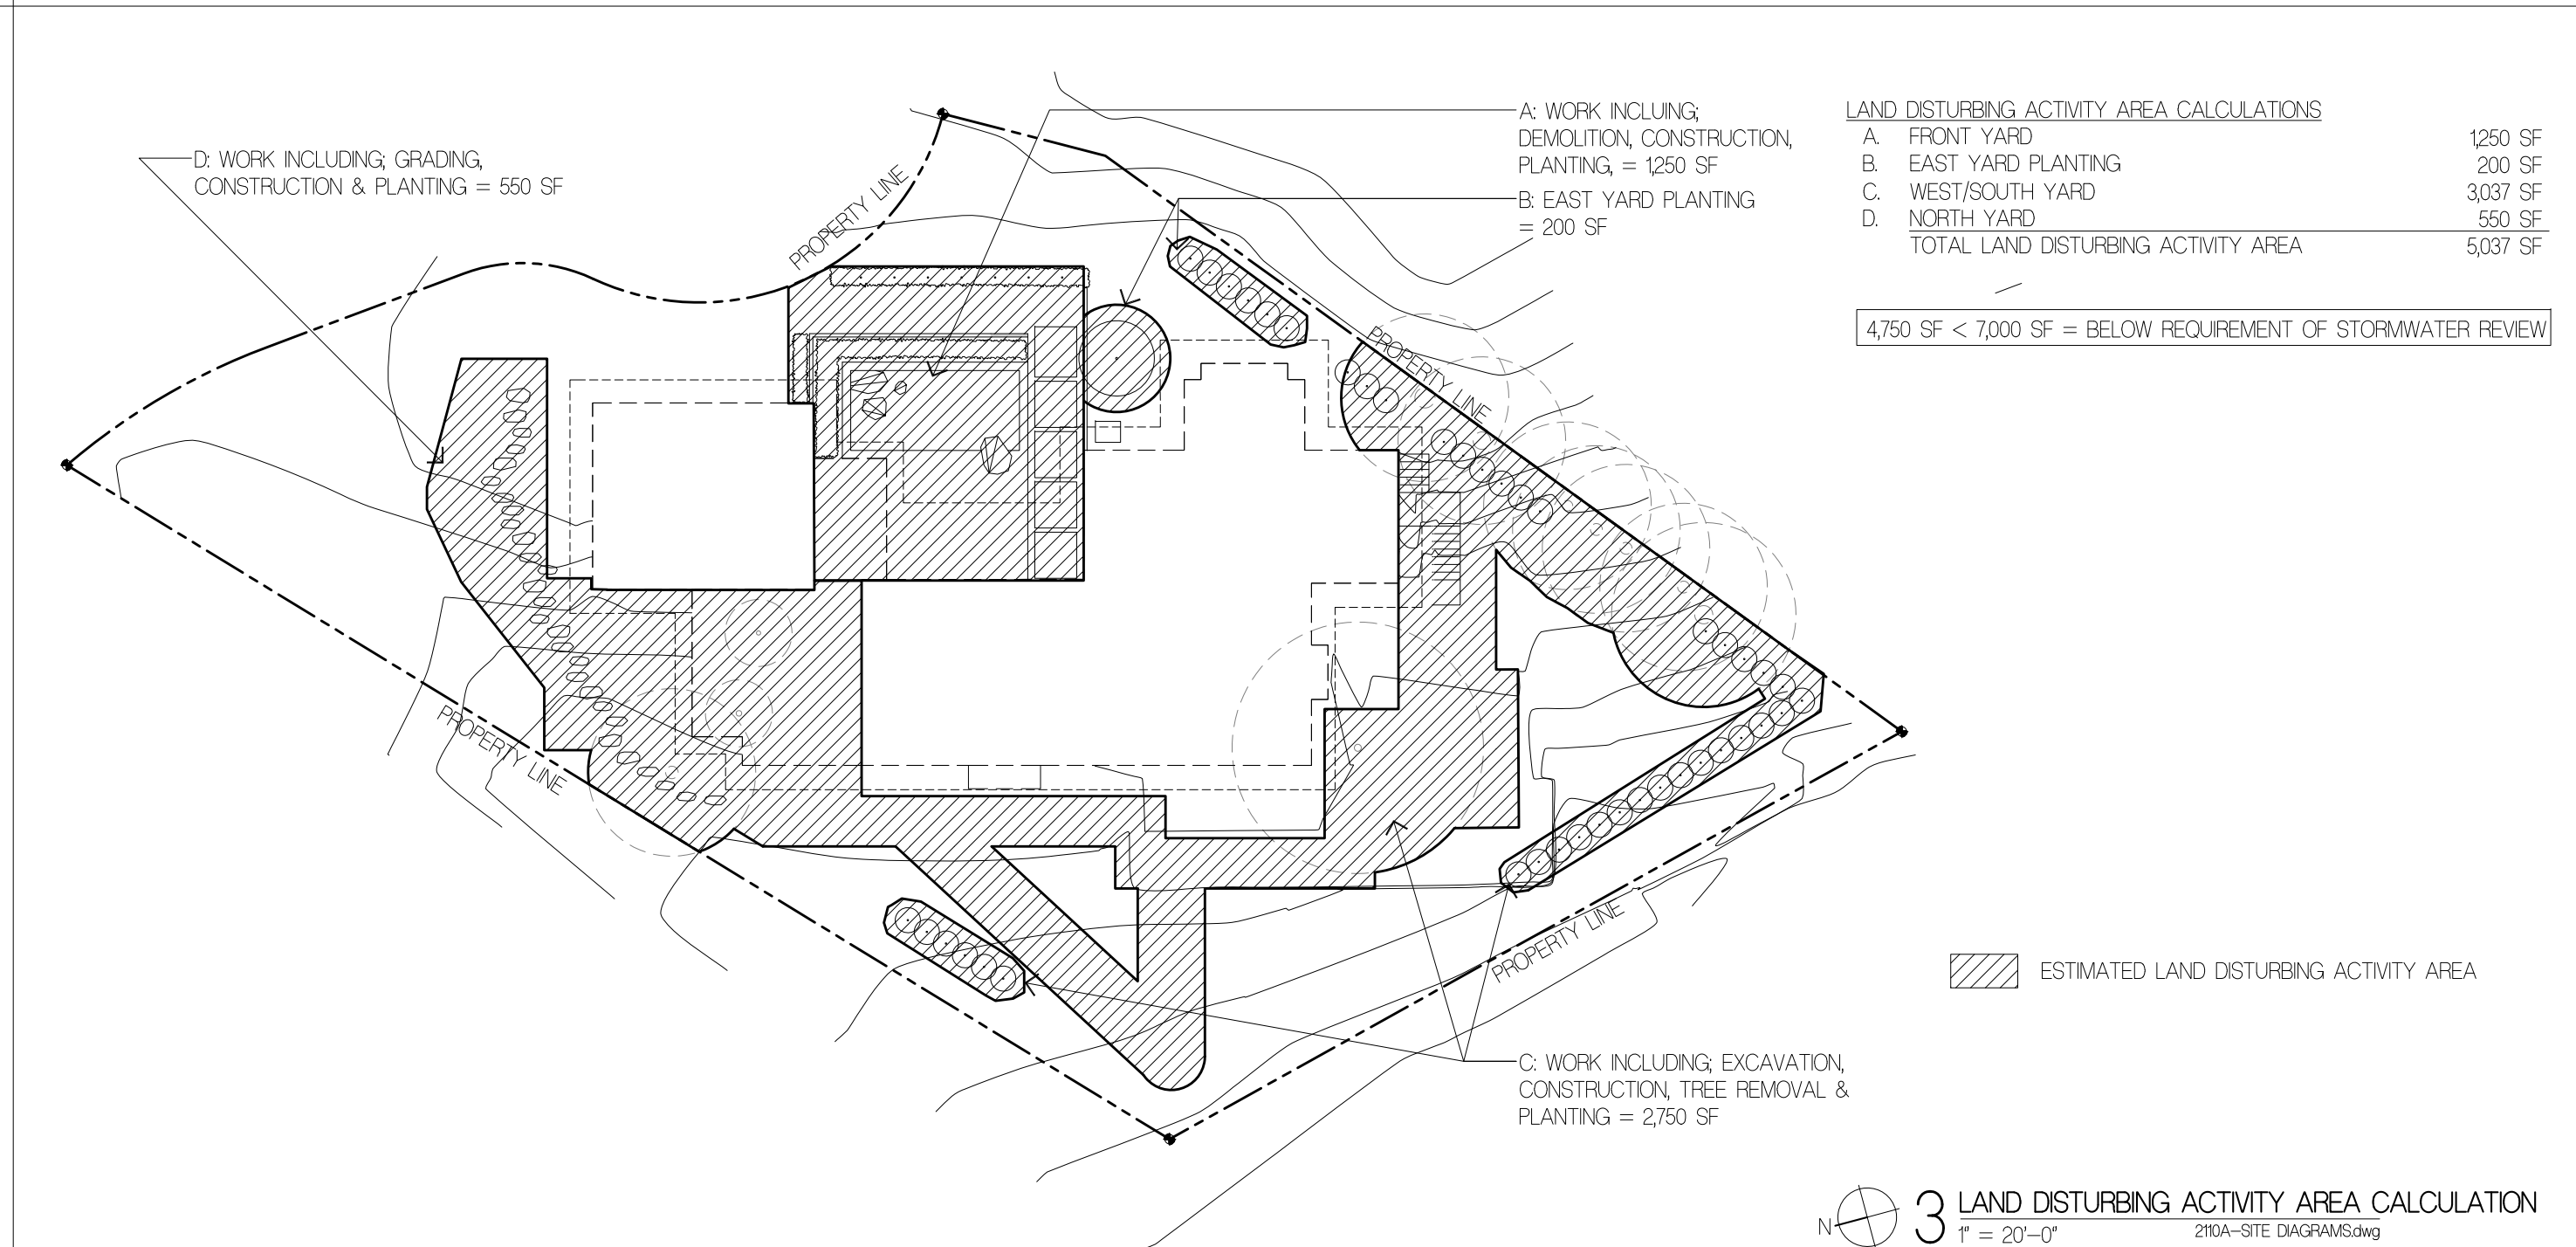 D: WORK INCLUDING; GRADING,
CONSTRUCTION & PLANTING = 550 SF
PROPERTY LINE
A: WORK INCLUING;
DEMOLITION, CONSTRUCTION,
PLANTING, = 1,250 SF
B: EAST YARD PLANTING
= 200 SF
LAND DISTURBING ACTIVITY AREA CALCULATIONS
A. FRONT YARD 1,250 SF
B. EAST YARD PLANTING 200 SF
C. WEST/SOUTH YARD 3,037 SF
D. NORTH YARD 550 SF
TOTAL LAND DISTURBING ACTIVITY AREA 5,037 SF
4,750 SF < 7,000 SF = BELOW REQUIREMENT OF STORMWATER REVIEW
PROPERTY LINE
PROPERTY LINE
PROPERTY LINE
ESTIMATED LAND DISTURBING ACTIVITY AREA
C: WORK INCLUDING; EXCAVATION,
CONSTRUCTION, TREE REMOVAL &
PLANTING = 2,750 SF
N
3 LAND DISTURBING ACTIVITY AREA CALCULATION
1" = 20'-0" 2110A-SITE DIAGRAMS.dwg